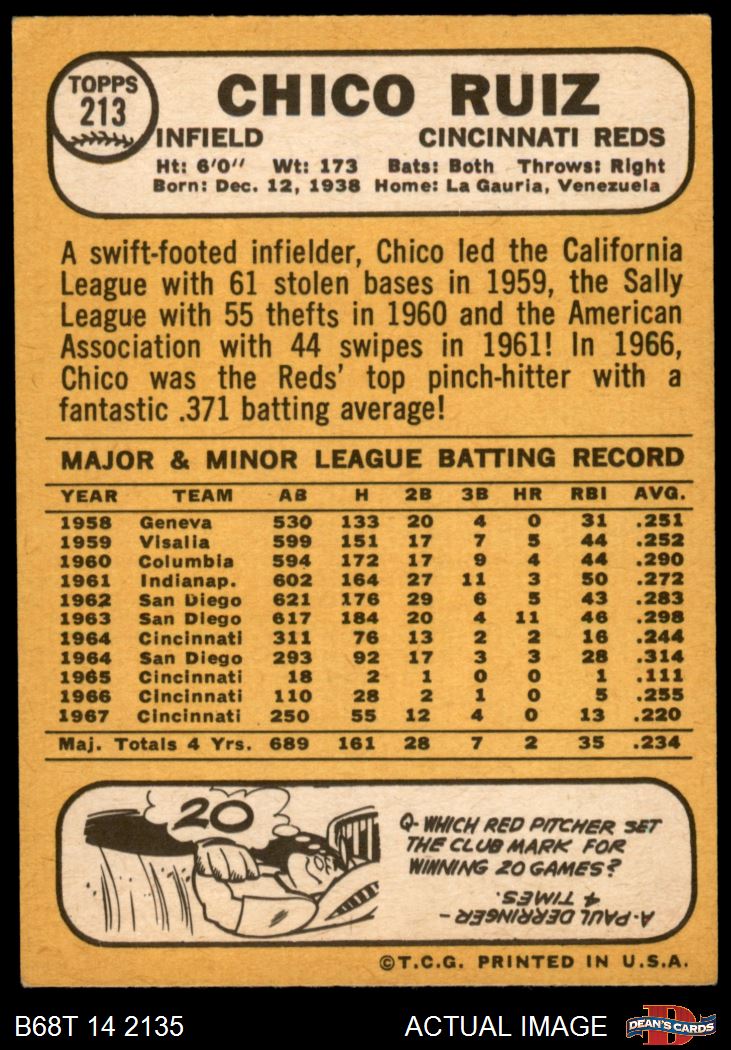 TOPPS
213
CHICO RUIZ
INFIELD CINCINNATI REDS
Ht: 6'0" Wt: 173 Bats: Both Throws: Right
Born: Dec. 12, 1938 Home: La Gauria, Venezuela
A swift-footed infielder, Chico led the California
League with 61 stolen bases in 1959, the Sally
League with 55 thefts in 1960 and the American
Association with 44 swipes in 1961! In 1966,
Chico was the Reds' top pinch-hitter with a
fantastic .371 batting average!
MAJOR & MINOR LEAGUE BATTING RECORD
YEAR TEAM AB H 2B 3B HR RBI AVG.
1958 Geneva 530 133 20 4 0 31 .251
1959 Visalia 599 151 17 7 5 44 .252
1960 Columbia 594 172 17 9 4 44 .290
1961 Indianap. 602 164 27 11 3 50 .272
1962 San Diego 621 176 29 6 5 43 .283
1963 San Diego 617 184 20 4 11 46 .298
1964 Cincinnati 311 76 13 2 2 16 .244
1964 San Diego 293 92 17 3 3 28 .314
1965 Cincinnati 18 2 1 0 0 1 .111
1966 Cincinnati 110 28 2 1 0 5 .255
1967 Cincinnati 250 55 12 4 0 13 .220
Maj. Totals 4 Yrs. 689 161 28 7 2 35 .234
20
Q- WHICH RED PITCHER SET
THE CLUB MARK FOR
WINNING 20 GAMES?
A- PAUL DERRINGER -
4 TIMES.
©T.C.G. PRINTED IN U.S.A.
B68T 14 2135 ACTUAL IMAGE
D
DEAN'S CARDS